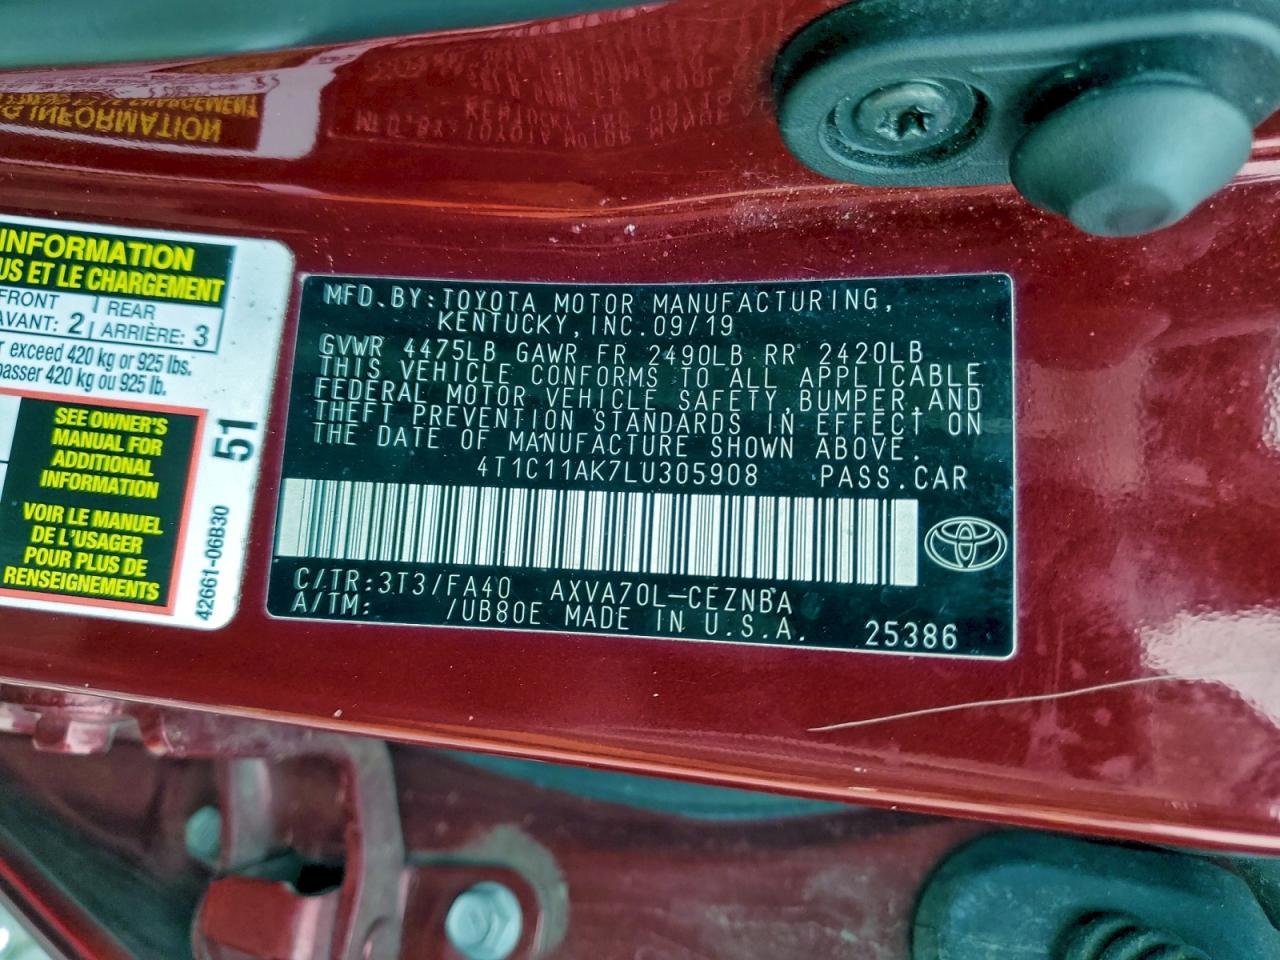 INFORMATION
US ET LE CHARGEMENT
FRONT | REAR
AVANT: 2 | ARRIÈRE: 3
exceed 420 kg or 925 lbs.
passer 420 kg ou 925 lb.
SEE OWNER'S
MANUAL FOR
ADDITIONAL
INFORMATION
VOIR LE MANUEL
DE L'USAGER
POUR PLUS DE
RENSEIGNEMENTS
51
42661-06B30
MFD.BY:TOYOTA MOTOR MANUFACTURING,
KENTUCKY,INC.09/19
GVWR 4475LB GAWR FR 2490LB RR 2420LB
THIS VEHICLE CONFORMS TO ALL APPLICABLE
FEDERAL MOTOR VEHICLE SAFETY,BUMPER,AND
THEFT PREVENTION STANDARDS IN EFFECT ON
THE DATE OF MANUFACTURE SHOWN ABOVE.
4T1C11AK7LU305908 PASS.CAR
C/TR:3T3/FA40 AXVA70L-CEZNBA
A/TM: /UB80E MADE IN U.S.A.
25386